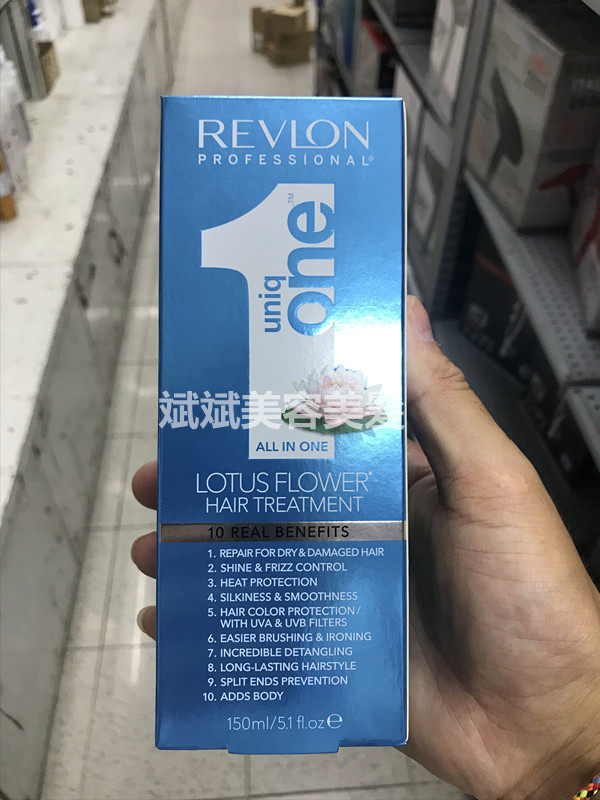 REVLON
PROFESSIONAL®
uniq
one™
斌斌美容美发
ALL IN ONE
LOTUS FLOWER*
HAIR TREATMENT
10 REAL BENEFITS
1. REPAIR FOR DRY & DAMAGED HAIR
2. SHINE & FRIZZ CONTROL
3. HEAT PROTECTION
4. SILKINESS & SMOOTHNESS
5. HAIR COLOR PROTECTION/
WITH UVA & UVB FILTERS
6. EASIER BRUSHING & IRONING
7. INCREDIBLE DETANGLING
8. LONG-LASTING HAIRSTYLE
9. SPLIT ENDS PREVENTION
10. ADDS BODY
150ml/5.1 fl.oz ℮